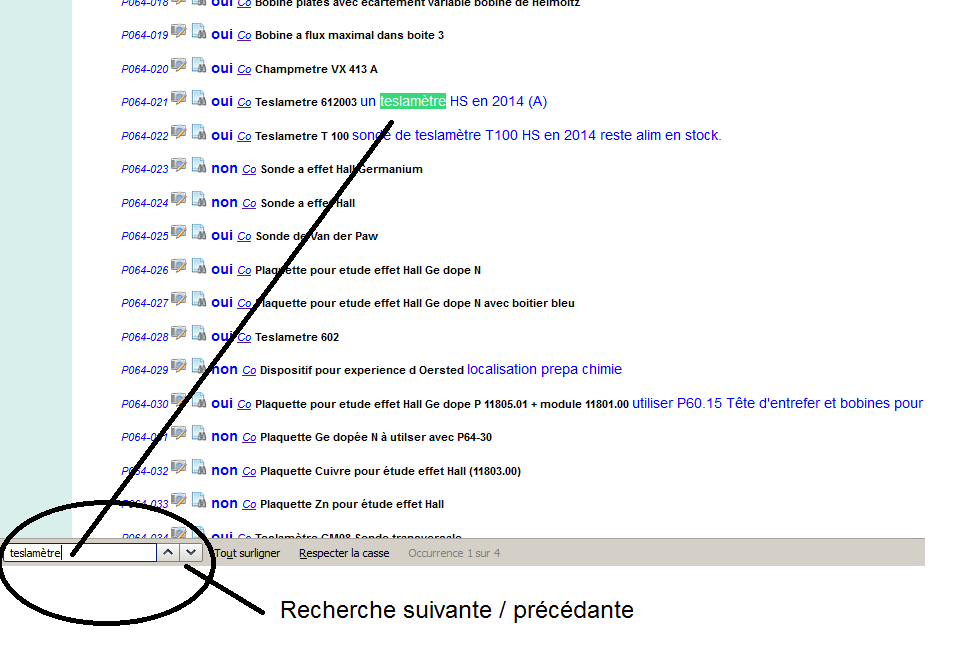 P064-018 oui Co Bobine plates avec ecartement variable bobine de Helmoltz
P064-019 oui Co Bobine a flux maximal dans boite 3
P064-020 oui Co Champmetre VX 413 A
P064-021 oui Co Teslametre 612003 un teslamètre HS en 2014 (A)
P064-022 oui Co Teslametre T 100 sonde de teslamètre T100 HS en 2014 reste alim en stock.
P064-023 non Co Sonde a effet Hall Germanium
P064-024 non Co Sonde a effet Hall
P064-025 oui Co Sonde de Van der Paw
P064-026 oui Co Plaquette pour etude effet Hall Ge dope N
P064-027 oui Co Plaquette pour etude effet Hall Ge dope N avec boitier bleu
P064-028 oui Co Teslametre 602
P064-029 non Co Dispositif pour experience d Oersted localisation prepa chimie
P064-030 oui Co Plaquette pour etude effet Hall Ge dope P 11805.01 + module 11801.00 utiliser P60.15 Tête d'entrefer et bobines pour
P064-031 non Co Plaquette Ge dopée N à utilser avec P64-30
P064-032 non Co Plaquette Cuivre pour étude effet Hall (11803.00)
P064-033 non Co Plaquette Zn pour étude effet Hall
P064-034 oui Co Teslamètre GM08 Sonde transversale
teslamètre Tout surligner Respecter la casse Occurrence 1 sur 4
Recherche suivante / précédante